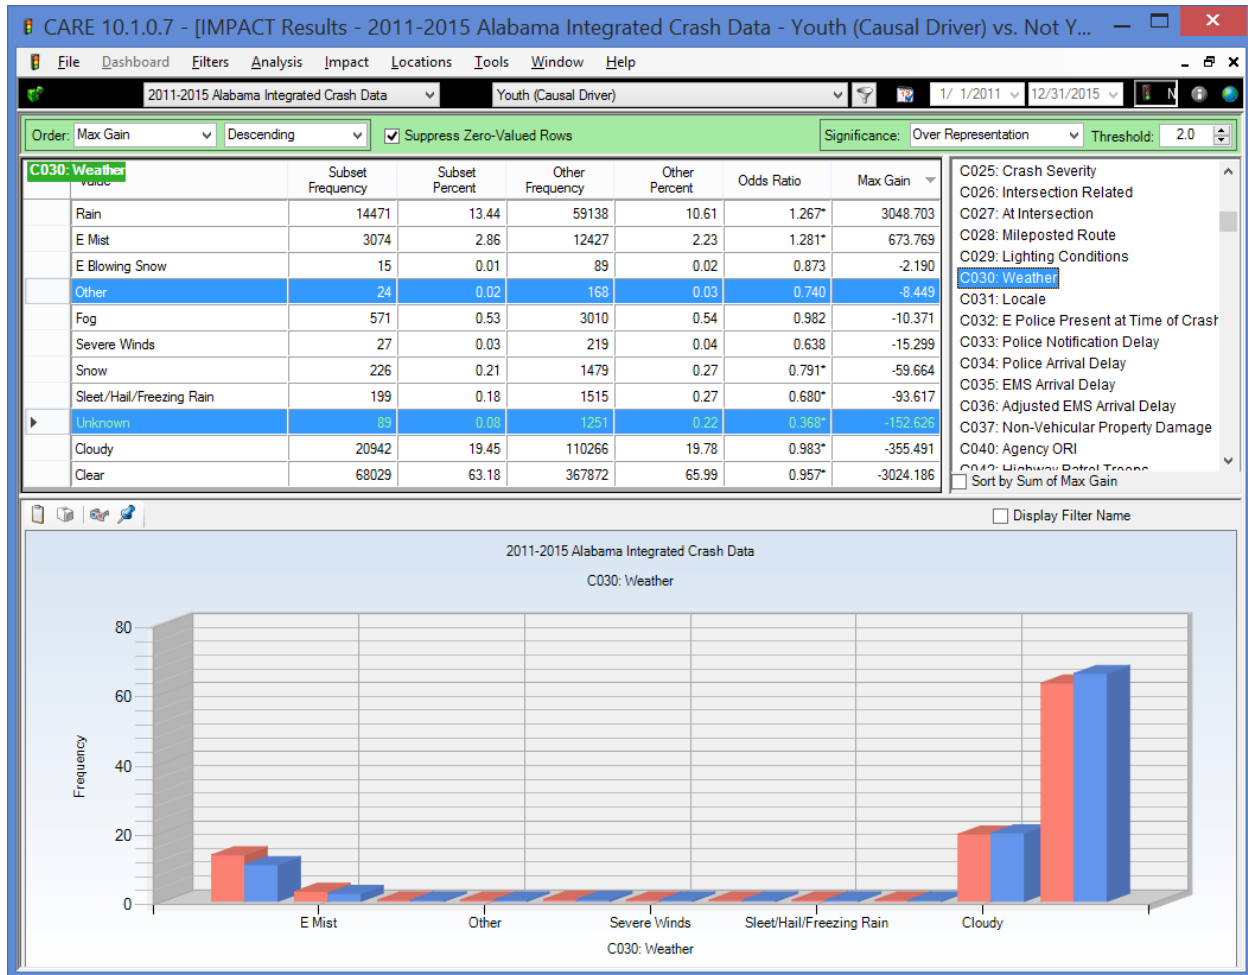 CARE 10.1.0.7 - [IMPACT Results - 2011-2015 Alabama Integrated Crash Data - Youth (Causal Driver) vs. Not Y...
File Dashboard Filters Analysis Impact Locations Tools Window Help
2011-2015 Alabama Integrated Crash Data Youth (Causal Driver) 1/ 1/2011 12/31/2015 N
Order: Max Gain Descending Suppress Zero-Valued Rows Significance: Over Representation Threshold: 2.0
C030: Weather
Subset Frequency Subset Percent Other Frequency Other Percent Odds Ratio Max Gain
Rain 14471 13.44 59138 10.61 1.267* 3048.703
E Mist 3074 2.86 12427 2.23 1.281* 673.769
E Blowing Snow 15 0.01 89 0.02 0.873 -2.190
Other 24 0.02 168 0.03 0.740 -8.449
Fog 571 0.53 3010 0.54 0.982 -10.371
Severe Winds 27 0.03 219 0.04 0.638 -15.299
Snow 226 0.21 1479 0.27 0.791* -59.664
Sleet/Hail/Freezing Rain 199 0.18 1515 0.27 0.680* -93.617
Unknown 89 0.08 1251 0.22 0.368* -152.626
Cloudy 20942 19.45 110266 19.78 0.983* -355.491
Clear 68029 63.18 367872 65.99 0.957* -3024.186
C025: Crash Severity
C026: Intersection Related
C027: At Intersection
C028: Mileposted Route
C029: Lighting Conditions
C030: Weather
C031: Locale
C032: E Police Present at Time of Crash
C033: Police Notification Delay
C034: Police Arrival Delay
C035: EMS Arrival Delay
C036: Adjusted EMS Arrival Delay
C037: Non-Vehicular Property Damage
C040: Agency ORI
C042: Highway Patrol Troops
Sort by Sum of Max Gain
Display Filter Name
2011-2015 Alabama Integrated Crash Data
C030: Weather
80
60
40
20
0
Frequency
E Mist Other Severe Winds Sleet/Hail/Freezing Rain Cloudy
C030: Weather